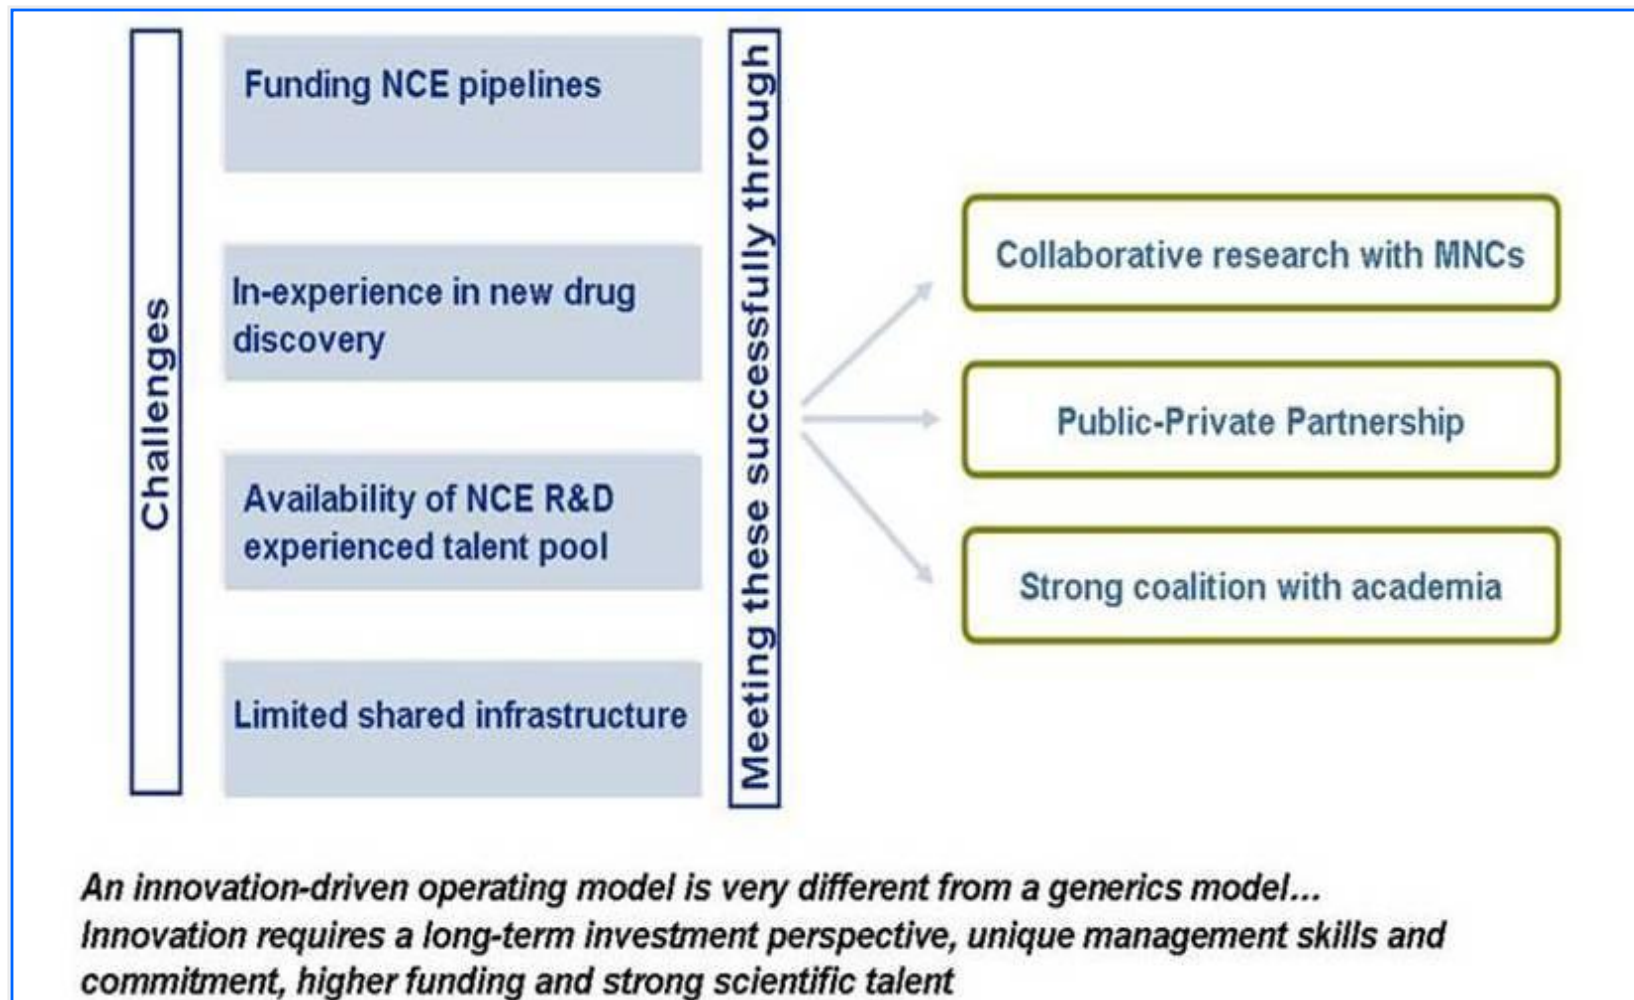 Challenges
Funding NCE pipelines
In-experience in new drug
discovery
Availability of NCE R&D
experienced talent pool
Limited shared infrastructure
Meeting these successfully through
Collaborative research with MNCs
Public-Private Partnership
Strong coalition with academia
An innovation-driven operating model is very different from a generics model...
Innovation requires a long-term investment perspective, unique management skills and
commitment, higher funding and strong scientific talent